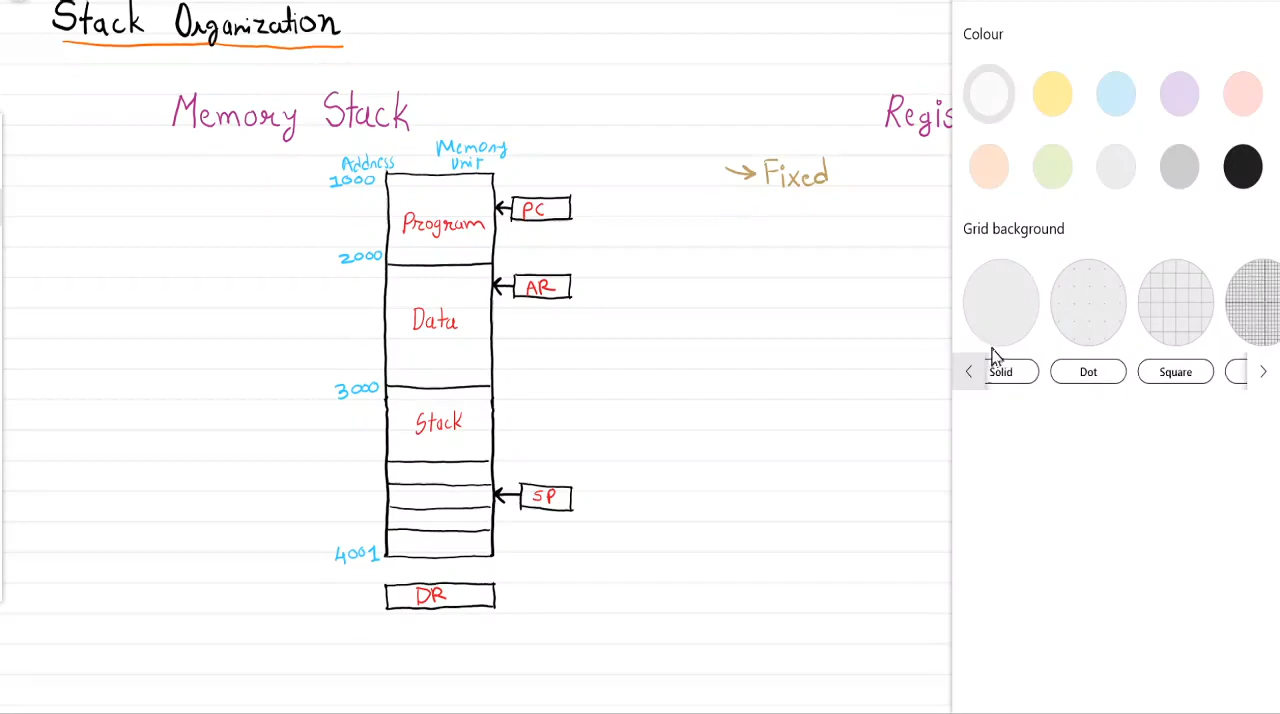 Stack Organization
Memory Stack
Regis
Address
Memory
unit
1000
Fixed
PC
Program
2000
AR
Data
3000
Stack
SP
4001
DR
Colour
Grid background
Solid
Dot
Square